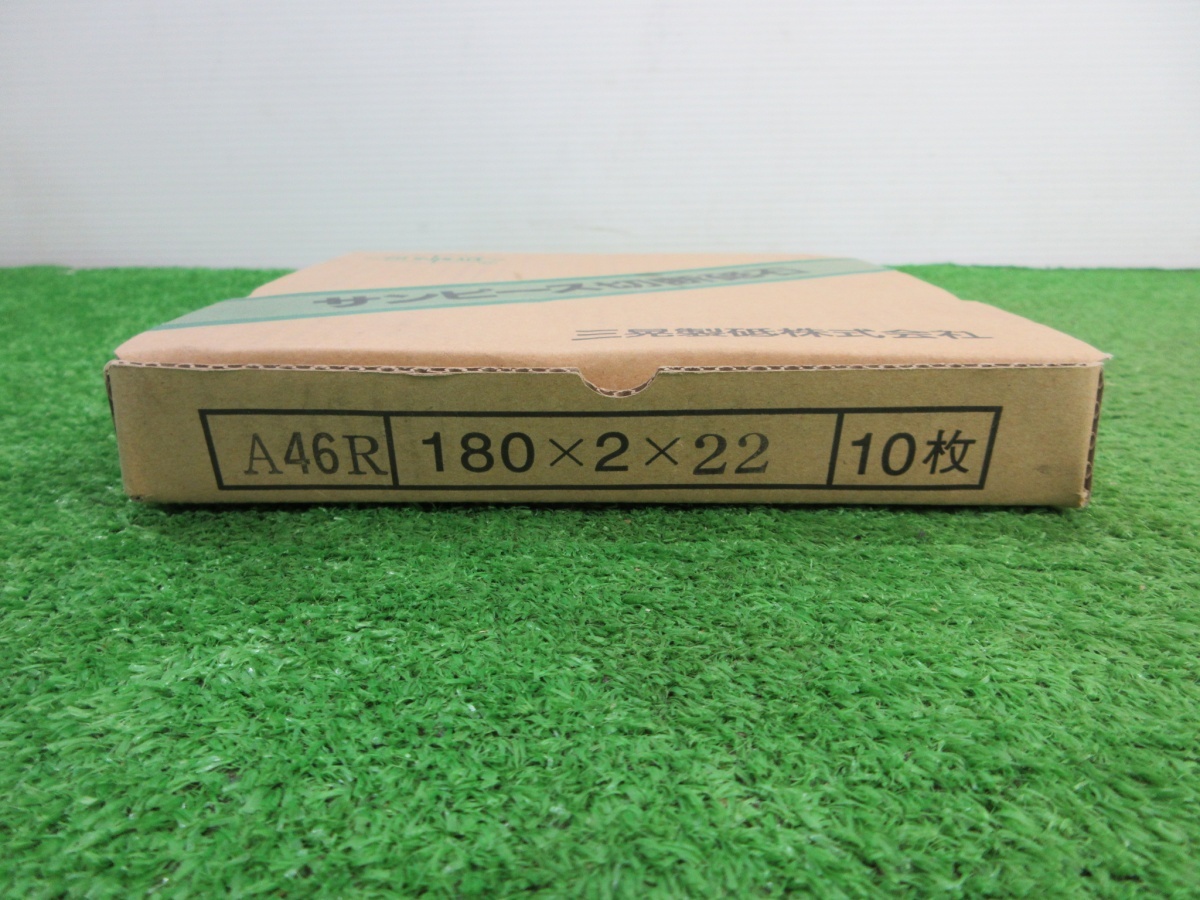 サンピース切断砥石
三晃製砥株式会社
A46R 180×2×22 10枚